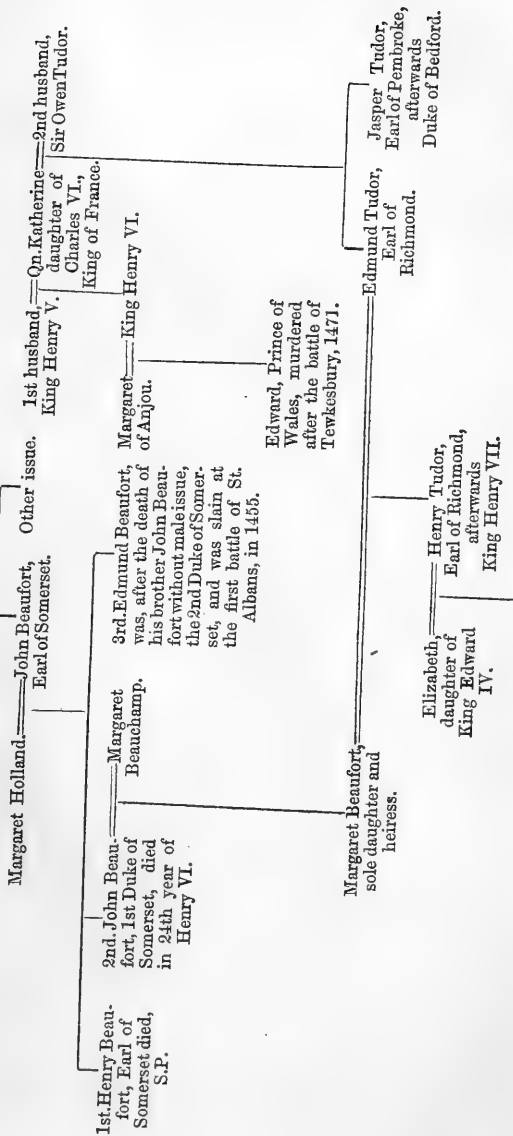 Margaret Holland.═John Beaufort,
Earl of Somerset.
Other issue.
1st husband,═Qn. Katherine═2nd husband,
King Henry V.
daughter of
Charles VI.,
King of France.
Sir Owen Tudor.
1st. Henry Beau-
fort, Earl of
Somerset died,
S.P.
2nd. John Beau-
fort, 1st Duke of
Somerset, died
in 24th year of
Henry VI.
═Margaret
Beauchamp.
3rd. Edmund Beaufort,
was, after the death of
his brother John Beau-
fort without male issue,
the 2nd Duke of Somer-
set, and was slain at
the first battle of St.
Albans, in 1455.
Margaret═King Henry VI.
of Anjou.
Edward, Prince of
Wales, murdered
after the battle of
Tewkesbury, 1471.
Margaret Beaufort,
sole daughter and
heiress.
Edmund Tudor,
Earl of
Richmond.
Jasper Tudor,
Earl of Pembroke,
afterwards
Duke of Bedford.
Elizabeth,
daughter of
King Edward
IV.
Henry Tudor,
Earl of Richmond,
afterwards
King Henry VII.